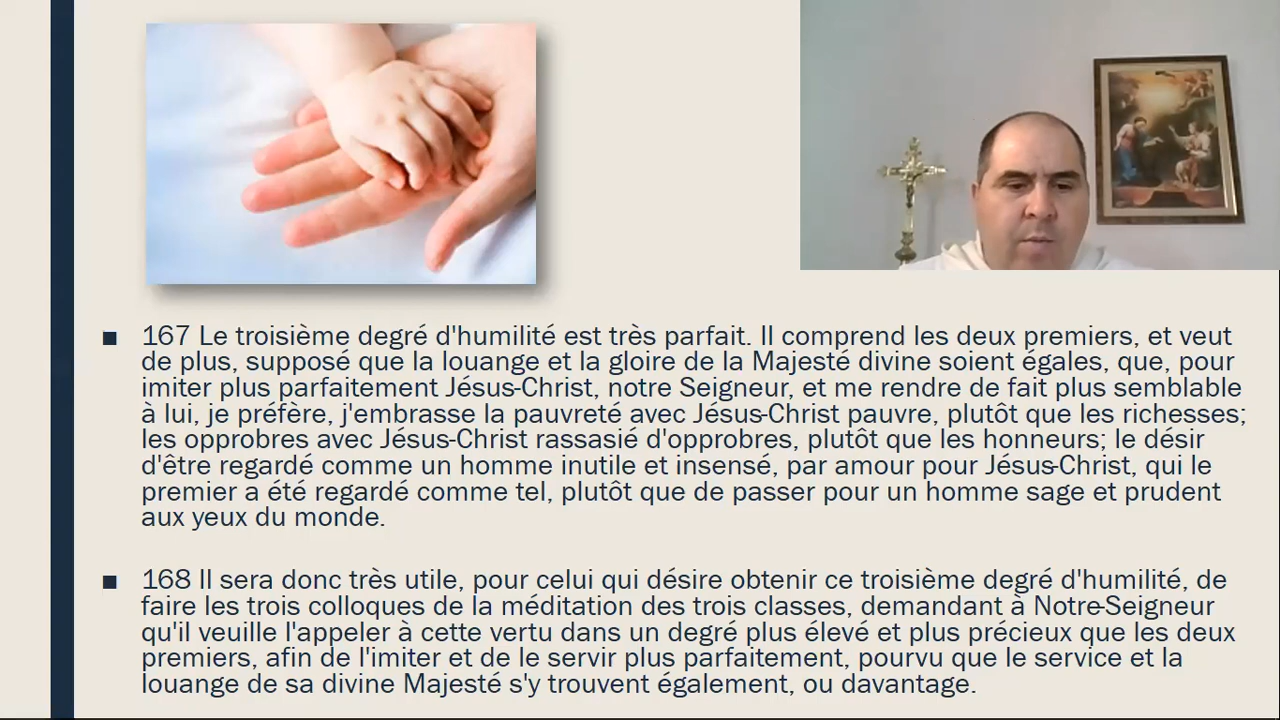 ■ 167 Le troisième degré d'humilité est très parfait. Il comprend les deux premiers, et veut
de plus, supposé que la louange et la gloire de la Majesté divine soient égales, que, pour
imiter plus parfaitement Jésus-Christ, notre Seigneur, et me rendre de fait plus semblable
à lui, je préfère, j'embrasse la pauvreté avec Jésus-Christ pauvre, plutôt que les richesses;
les opprobres avec Jésus-Christ rassasié d'opprobres, plutôt que les honneurs; le désir
d'être regardé comme un homme inutile et insensé, par amour pour Jésus-Christ, qui le
premier a été regardé comme tel, plutôt que de passer pour un homme sage et prudent
aux yeux du monde.
■ 168 Il sera donc très utile, pour celui qui désire obtenir ce troisième degré d'humilité, de
faire les trois colloques de la méditation des trois classes, demandant à Notre-Seigneur
qu'il veuille l'appeler à cette vertu dans un degré plus élevé et plus précieux que les deux
premiers, afin de l'imiter et de le servir plus parfaitement, pourvu que le service et la
louange de sa divine Majesté s'y trouvent également, ou davantage.